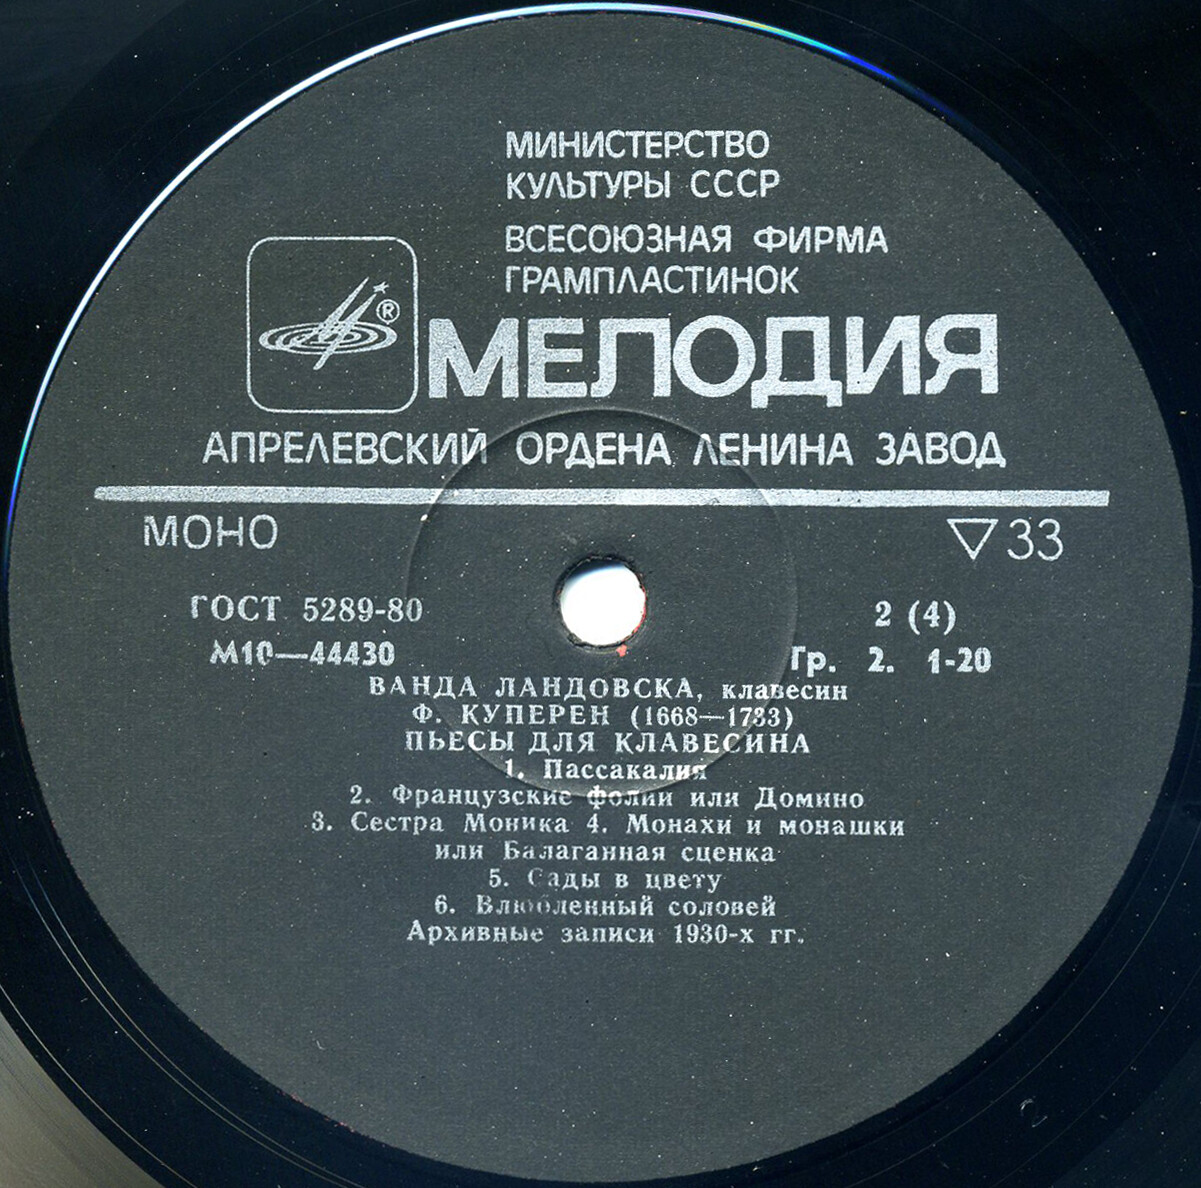 МИНИСТЕРСТВО
КУЛЬТУРЫ СССР
ВСЕСОЮЗНАЯ ФИРМА
ГРАМПЛАСТИНОК
®
МЕЛОДИЯ
АПРЕЛЕВСКИЙ ОРДЕНА ЛЕНИНА ЗАВОД
МОНО
▽33
ГОСТ 5289-80
2 (4)
М10—44430
Гр. 2. 1-20
ВАНДА ЛАНДОВСКА, клавесин
Ф. КУПЕРЕН (1668—1733)
ПЬЕСЫ ДЛЯ КЛАВЕСИНА
1. Пассакалия
2. Французские фолии или Домино
3. Сестра Моника 4. Монахи и монашки
или Балаганная сценка
5. Сады в цвету
6. Влюбленный соловей
Архивные записи 1930-х гг.